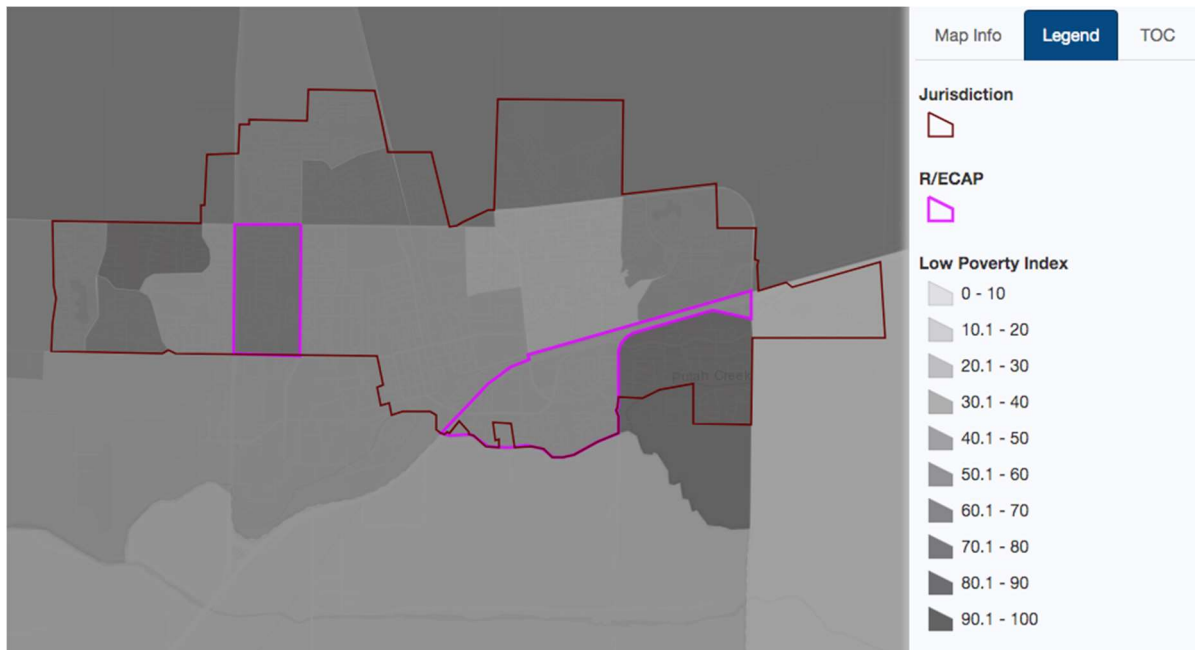 Map Info Legend TOC
Jurisdiction
R/ECAP
Low Poverty Index
0 - 10
10.1 - 20
20.1 - 30
30.1 - 40
40.1 - 50
50.1 - 60
60.1 - 70
70.1 - 80
80.1 - 90
90.1 - 100
Creek